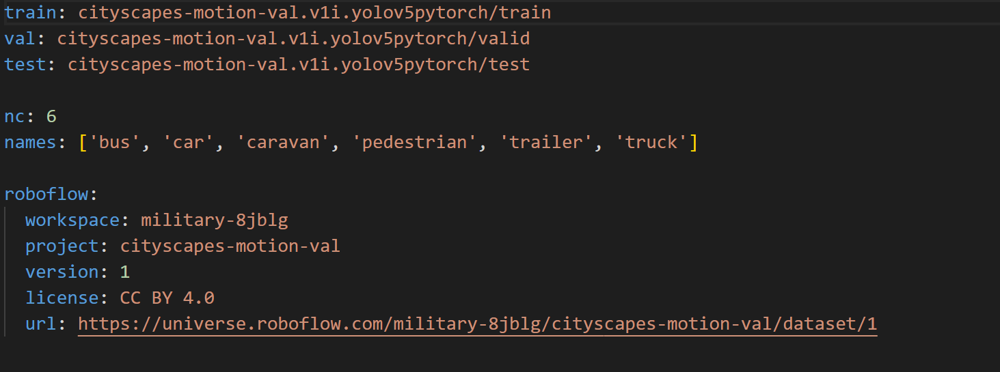 train: cityscapes-motion-val.v1i.yolov5pytorch/train
val: cityscapes-motion-val.v1i.yolov5pytorch/valid
test: cityscapes-motion-val.v1i.yolov5pytorch/test
nc: 6
names: ['bus', 'car', 'caravan', 'pedestrian', 'trailer', 'truck']
roboflow:
  workspace: military-8jblg
  project: cityscapes-motion-val
  version: 1
  license: CC BY 4.0
  url: https://universe.roboflow.com/military-8jblg/cityscapes-motion-val/dataset/1